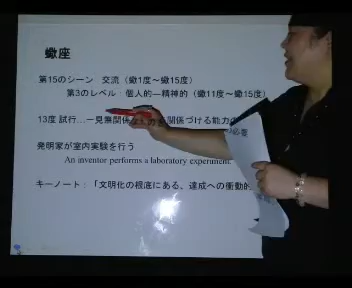 蠍座
第15のシーン 交流（蠍1度～蠍15度）
第3のレベル：個人的―精神的（蠍11度～蠍15度）
13度 試行…一見無関係な 関係づける能力の必要
発明家が室内実験を行う
An inventor performs a laboratory experiment.
キーノート：「文明化の根底にある、達成への衝動的